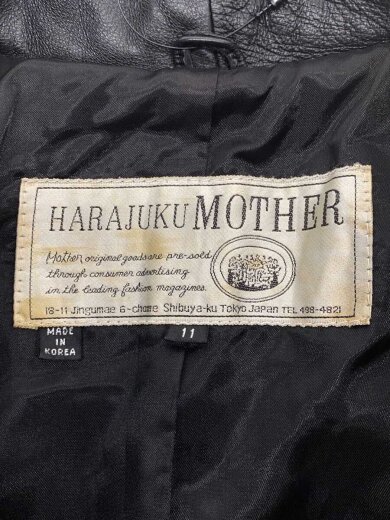 HARAJUKU MOTHER
Mother original goods are pre-sold
through consumer advertising
in the leading fashion magazines.
18-11 Jingumae 6-chome Shibuya-ku Tokyo Japan TEL 498-4821
MADE
IN
KOREA
11